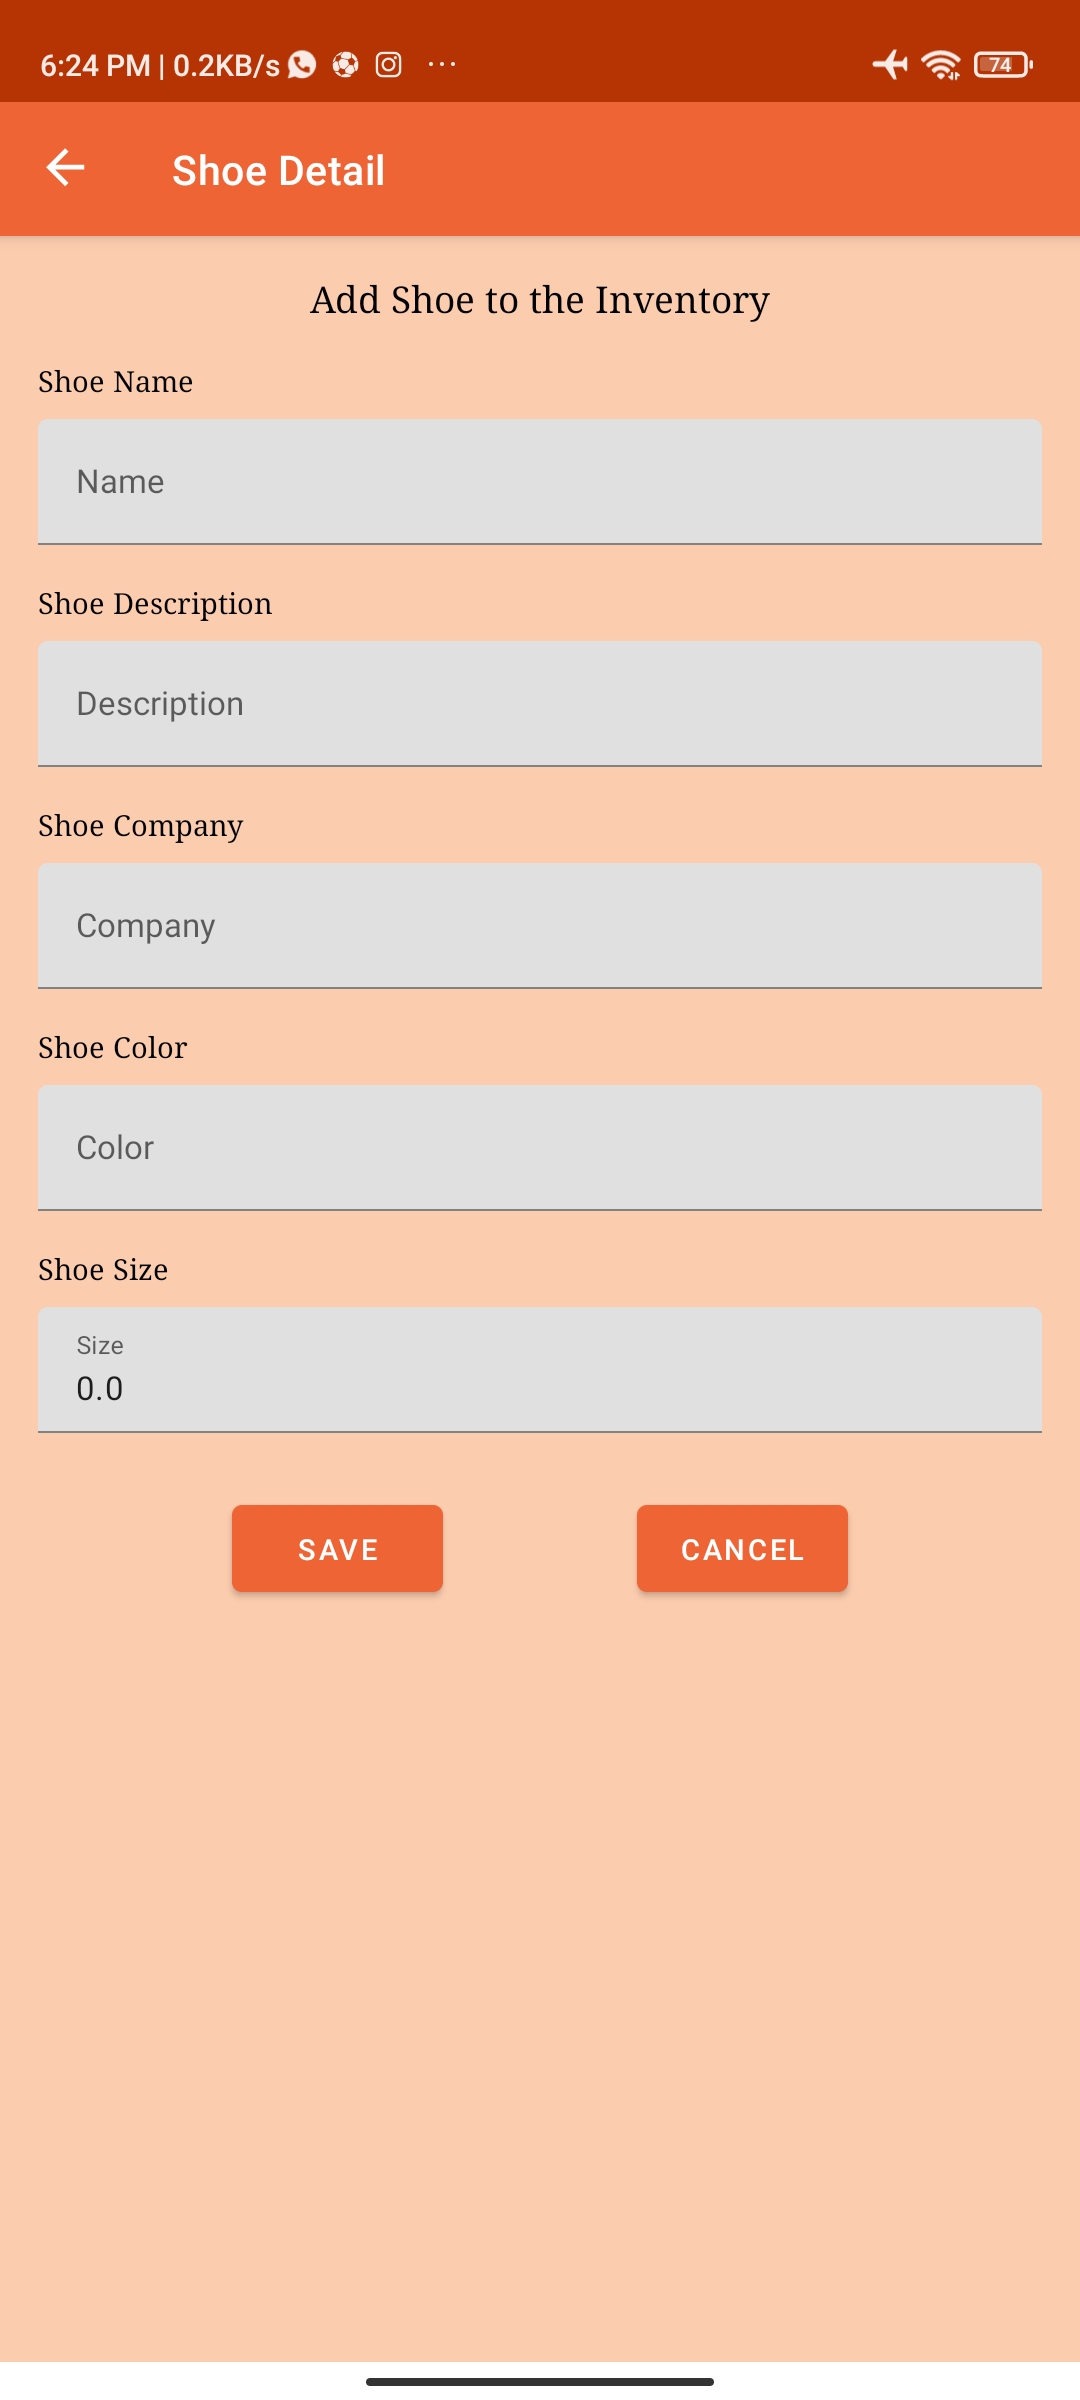 6:24 PM | 0.2KB/s ... 74
Shoe Detail
Add Shoe to the Inventory
Shoe Name
Name
Shoe Description
Description
Shoe Company
Company
Shoe Color
Color
Shoe Size
Size
0.0
SAVE CANCEL